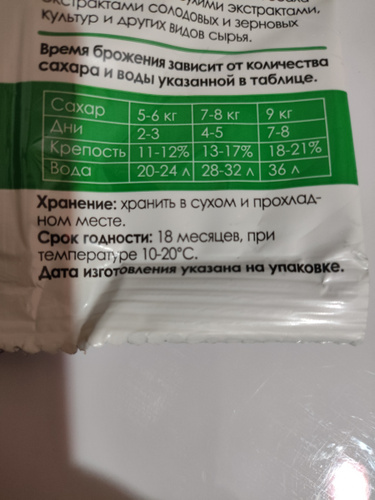 экстрактами солодовых и зерновых
культур и других видов сырья.
Время брожения зависит от количества
сахара и воды указанной в таблице.
Сахар 5-6 кг 7-8 кг 9 кг
Дни 2-3 4-5 7-8
Крепость 11-12% 13-17% 18-21%
Вода 20-24 л 28-32 л 36 л
Хранение: хранить в сухом и прохлад-
ном месте.
Срок годности: 18 месяцев, при
температуре 10-20°С.
Дата изготовления указана на упаковке.